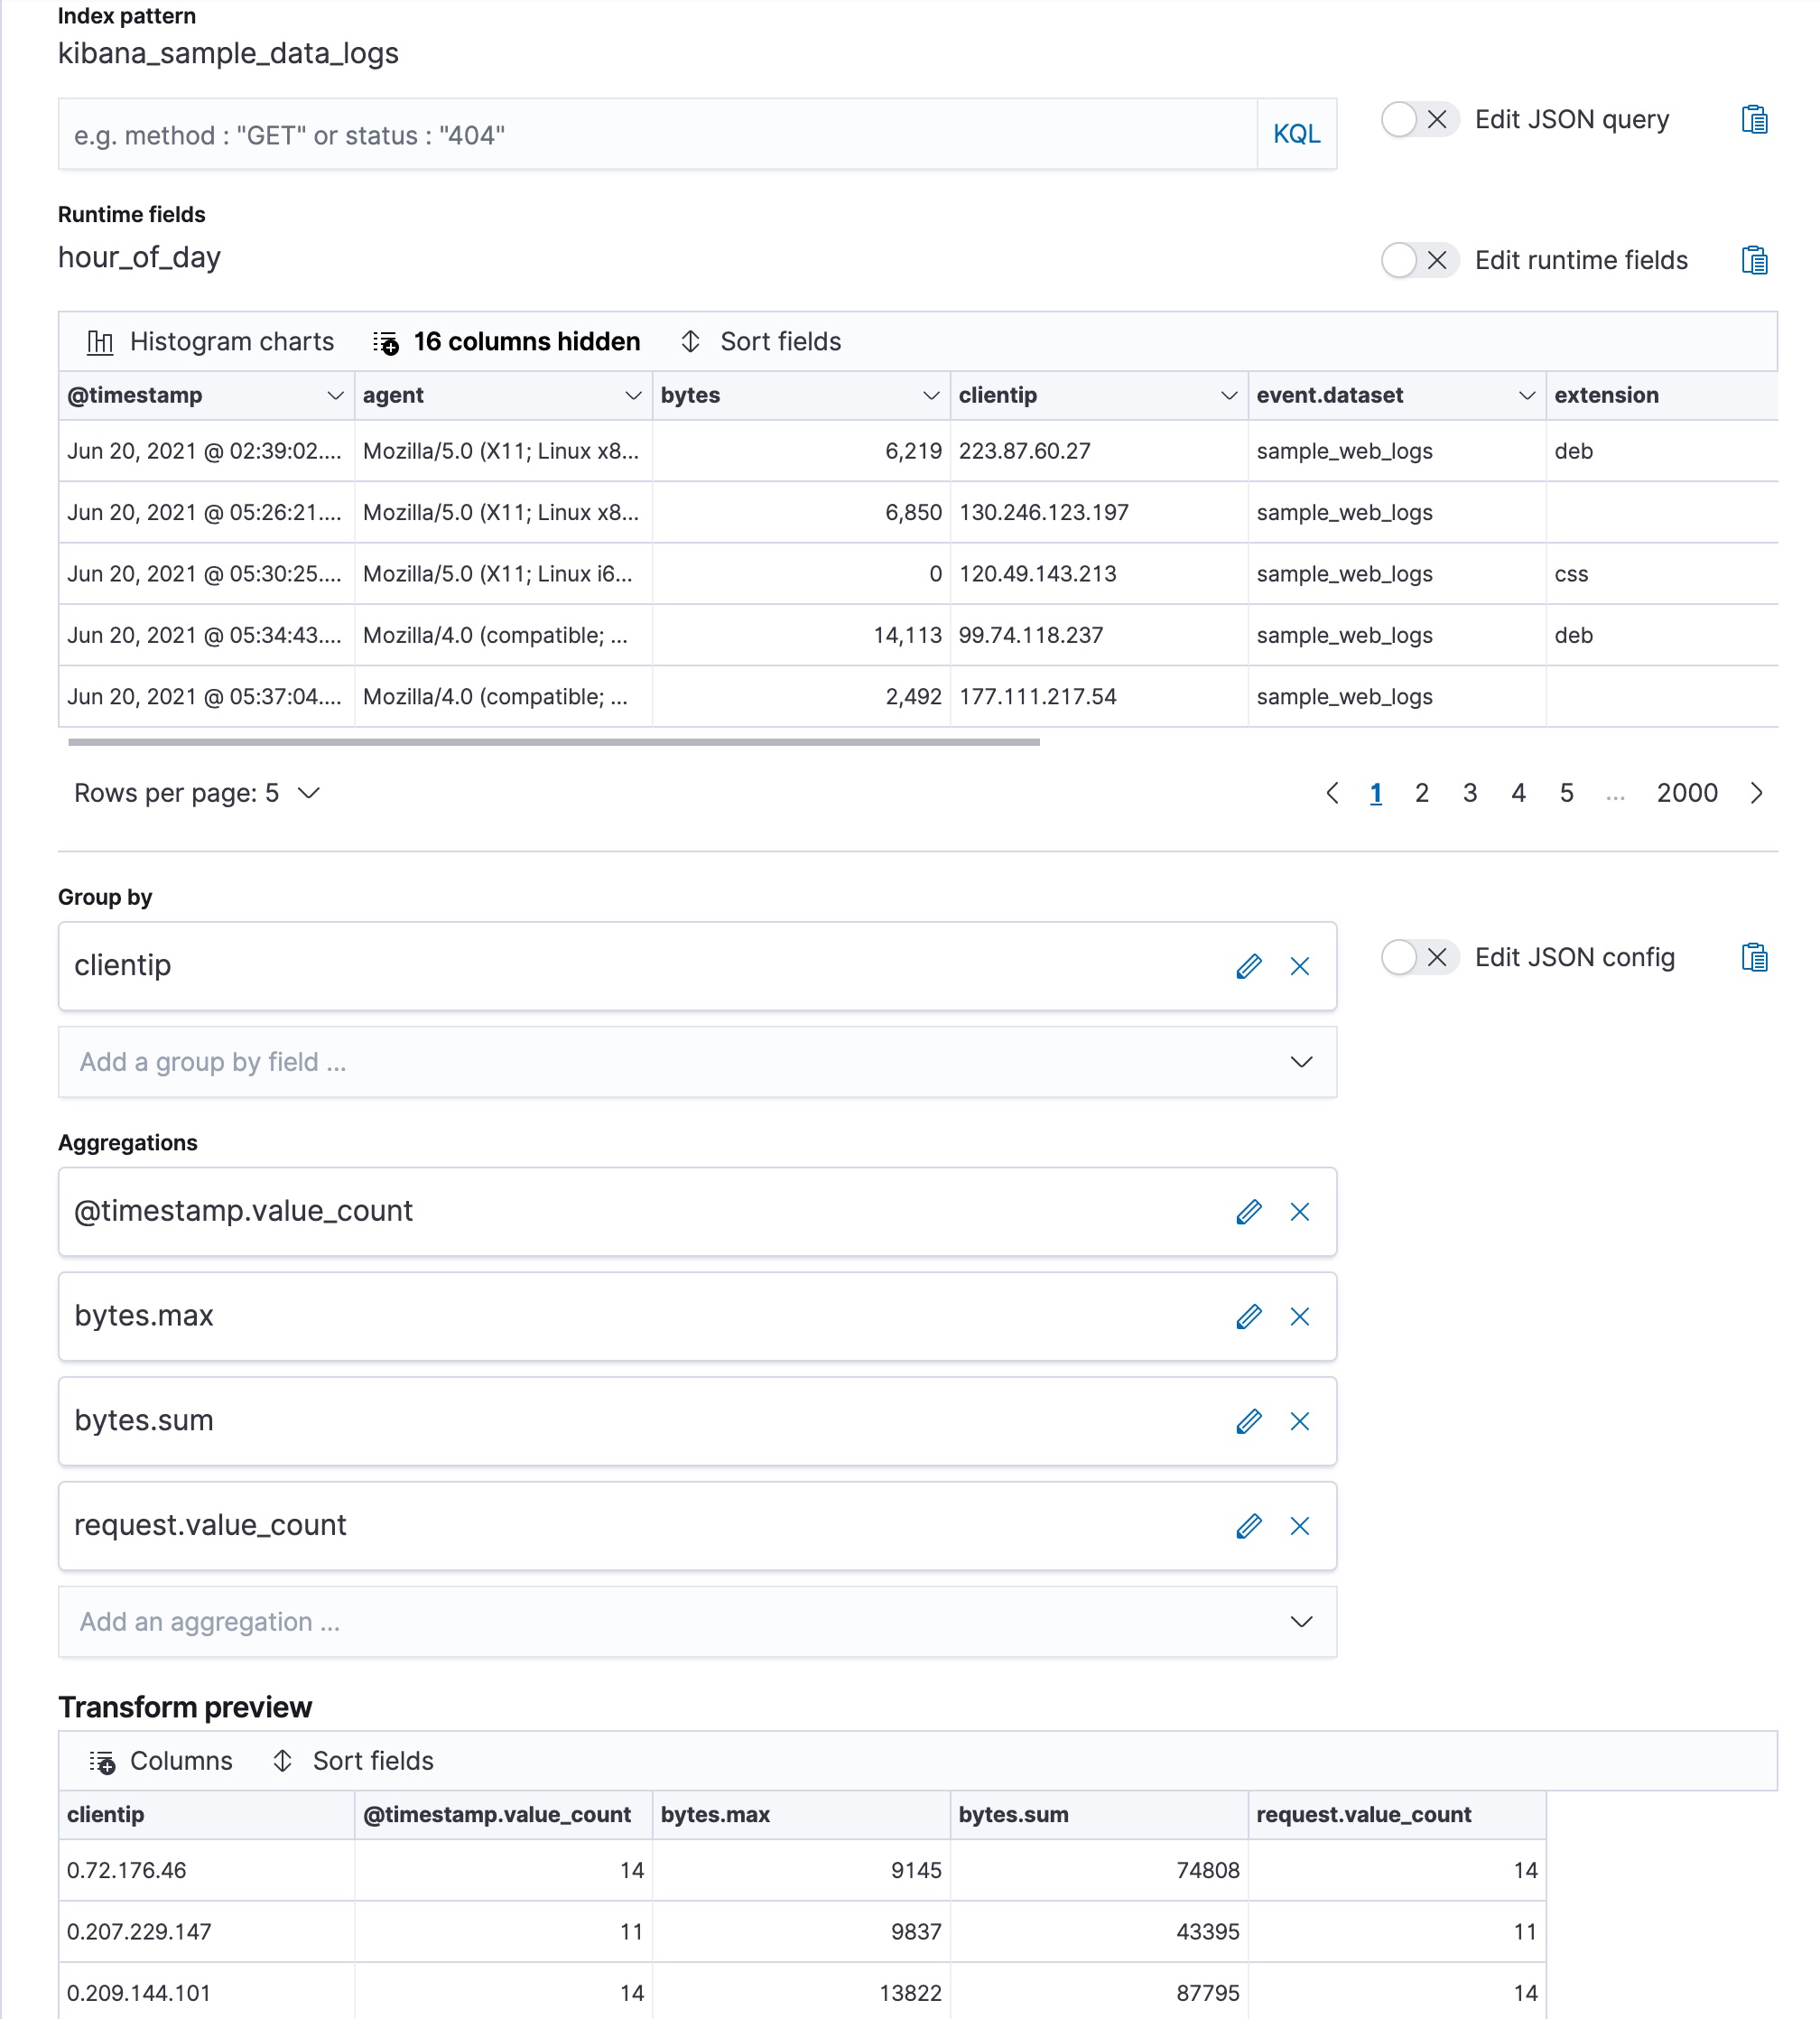 Index pattern
kibana_sample_data_logs
e.g. method : "GET" or status : "404" KQL Edit JSON query
Runtime fields
hour_of_day Edit runtime fields
Histogram charts 16 columns hidden Sort fields
@timestamp agent bytes clientip event.dataset extension
Jun 20, 2021 @ 02:39:02.... Mozilla/5.0 (X11; Linux x8... 6,219 223.87.60.27 sample_web_logs deb
Jun 20, 2021 @ 05:26:21.... Mozilla/5.0 (X11; Linux x8... 6,850 130.246.123.197 sample_web_logs
Jun 20, 2021 @ 05:30:25.... Mozilla/5.0 (X11; Linux i6... 0 120.49.143.213 sample_web_logs css
Jun 20, 2021 @ 05:34:43.... Mozilla/4.0 (compatible; ... 14,113 99.74.118.237 sample_web_logs deb
Jun 20, 2021 @ 05:37:04.... Mozilla/4.0 (compatible; ... 2,492 177.111.217.54 sample_web_logs
Rows per page: 5 1 2 3 4 5 ... 2000
Group by
clientip Edit JSON config
Add a group by field ...
Aggregations
@timestamp.value_count
bytes.max
bytes.sum
request.value_count
Add an aggregation ...
Transform preview
Columns Sort fields
clientip @timestamp.value_count bytes.max bytes.sum request.value_count
0.72.176.46 14 9145 74808 14
0.207.229.147 11 9837 43395 11
0.209.144.101 14 13822 87795 14